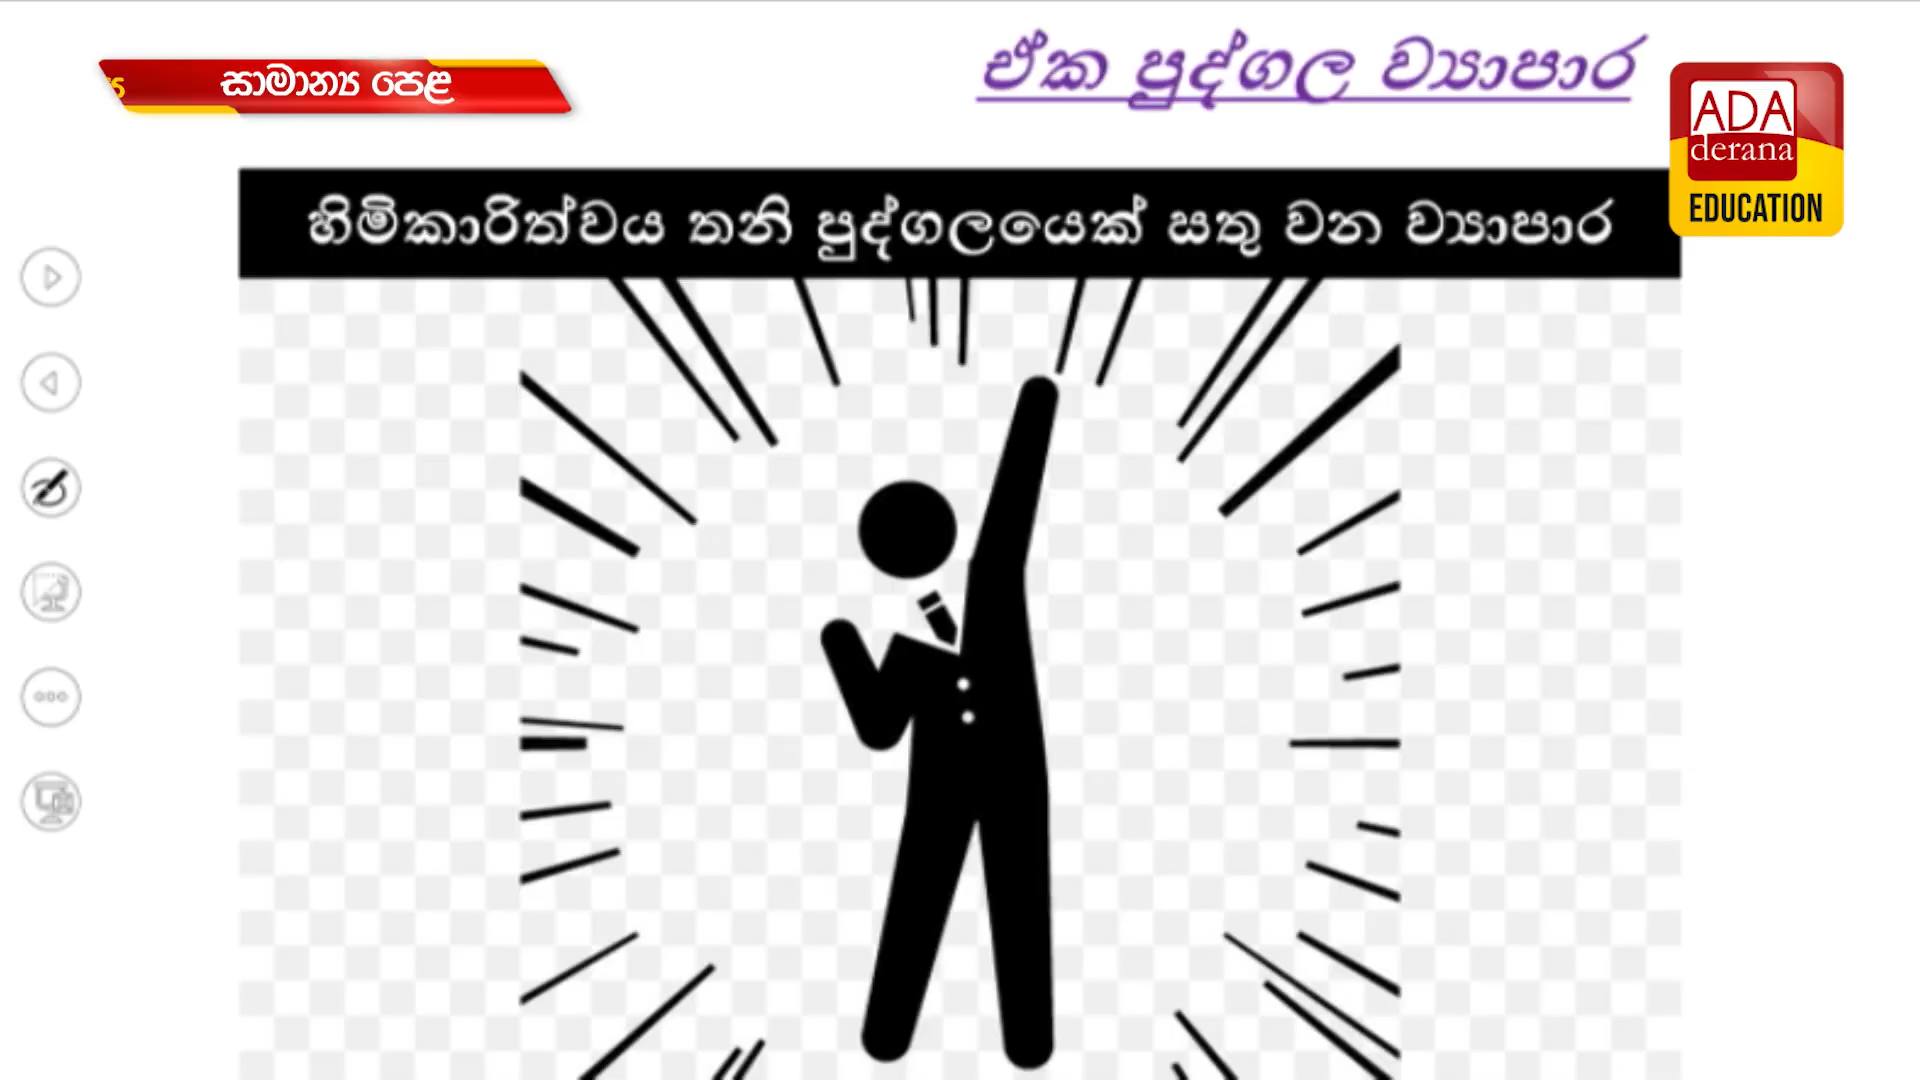 ඒක පුද්ගල ව්‍යාපාර
සාමාන්‍ය පෙළ
ADA
derana
EDUCATION
හිමිකාරිත්වය තනි පුද්ගලයෙක් සතු වන ව්‍යාපාර